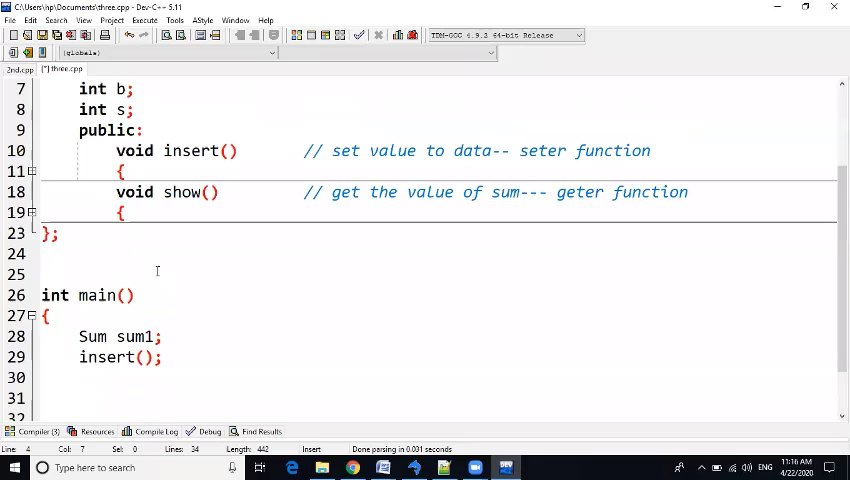 C:\Users\hp\Documents\three.cpp - Dev-C++ 5.11
File Edit Search View Project Execute Tools AStyle Window Help
TDM-GCC 4.9.2 64-bit Release
(globals)
2nd.cpp [*] three.cpp
7 int b;
8 int s;
9 public:
10 void insert() // set value to data-- seter function
11 {
18 void show() // get the value of sum--- geter function
19 {
23 };
24
25
26 int main()
27 {
28 Sum sum1;
29 insert();
30
31
32
Compiler (3) Resources Compile Log Debug Find Results
Line: 4 Col: 7 Sel: 0 Lines: 34 Length: 442 Insert Done parsing in 0.031 seconds
Type here to search
DEV
ENG
11:16 AM
4/22/2020